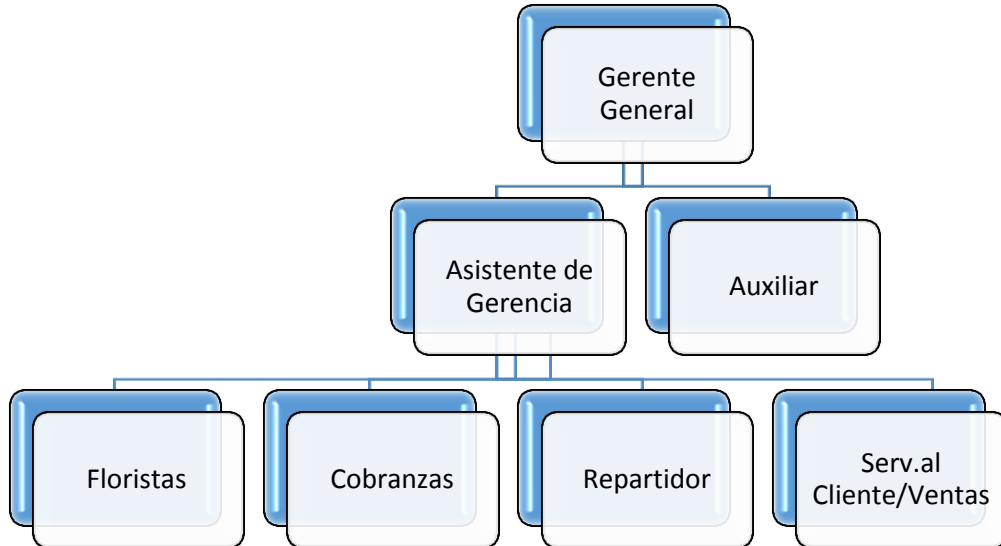 Gerente
General
Asistente de
Gerencia
Auxiliar
Floristas
Cobranzas
Repartidor
Serv.al
Cliente/Ventas